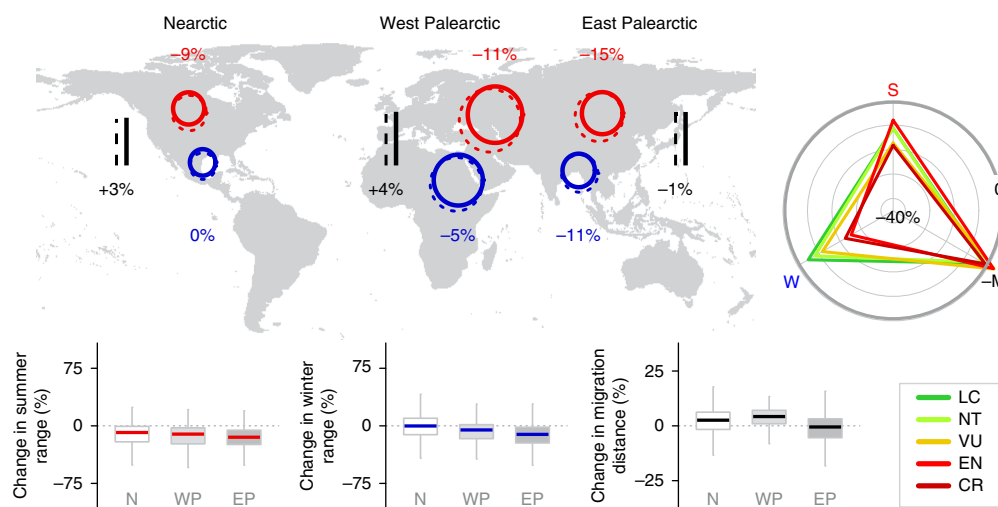 Nearctic West Palearctic East Palearctic
–9% –11% –15%
S
+3% +4% –1%
0% –5% –11%
–40%
W
–M
Change in summer
range (%)
75
0
–75
N WP EP
Change in winter
range (%)
75
0
–75
N WP EP
Change in migration
distance (%)
25
0
–25
N WP EP
LC
NT
VU
EN
CR